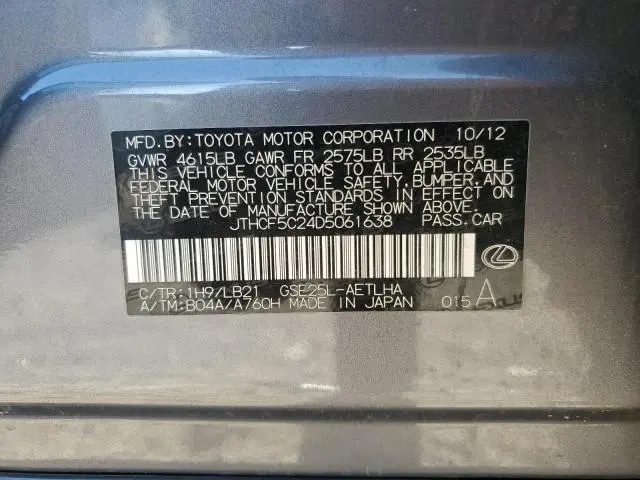 MFD.BY:TOYOTA MOTOR CORPORATION 10/12
GVWR 4615LB GAWR FR 2575LB RR 2535LB
THIS VEHICLE CONFORMS TO ALL APPLICABLE
FEDERAL MOTOR VEHICLE SAFETY, BUMPER, AND
THEFT PREVENTION STANDARDS IN EFFECT ON
THE DATE OF MANUFACTURE SHOWN ABOVE.
JTHCF5C24D5061638 PASS.CAR
C/TR:1H9/LB21 GSE25L-AETLHA
A/TM:B04A/A760H MADE IN JAPAN 015 A